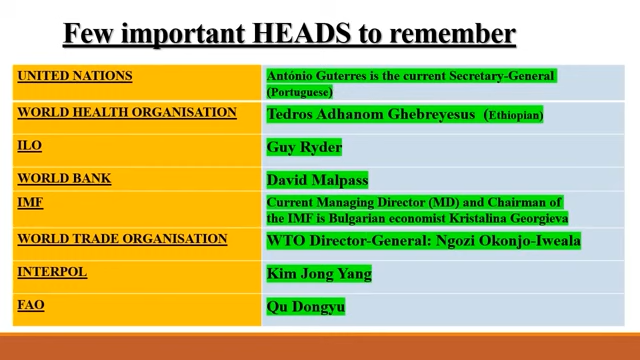 Few important HEADS to remember
UNITED NATIONS
António Guterres is the current Secretary-General
(Portuguese)
WORLD HEALTH ORGANISATION
Tedros Adhanom Ghebreyesus (Ethiopian)
ILO
Guy Ryder
WORLD BANK
David Malpass
IMF
Current Managing Director (MD) and Chairman of
the IMF is Bulgarian economist Kristalina Georgieva
WORLD TRADE ORGANISATION
WTO Director-General: Ngozi Okonjo-Iweala
INTERPOL
Kim Jong Yang
FAO
Qu Dongyu